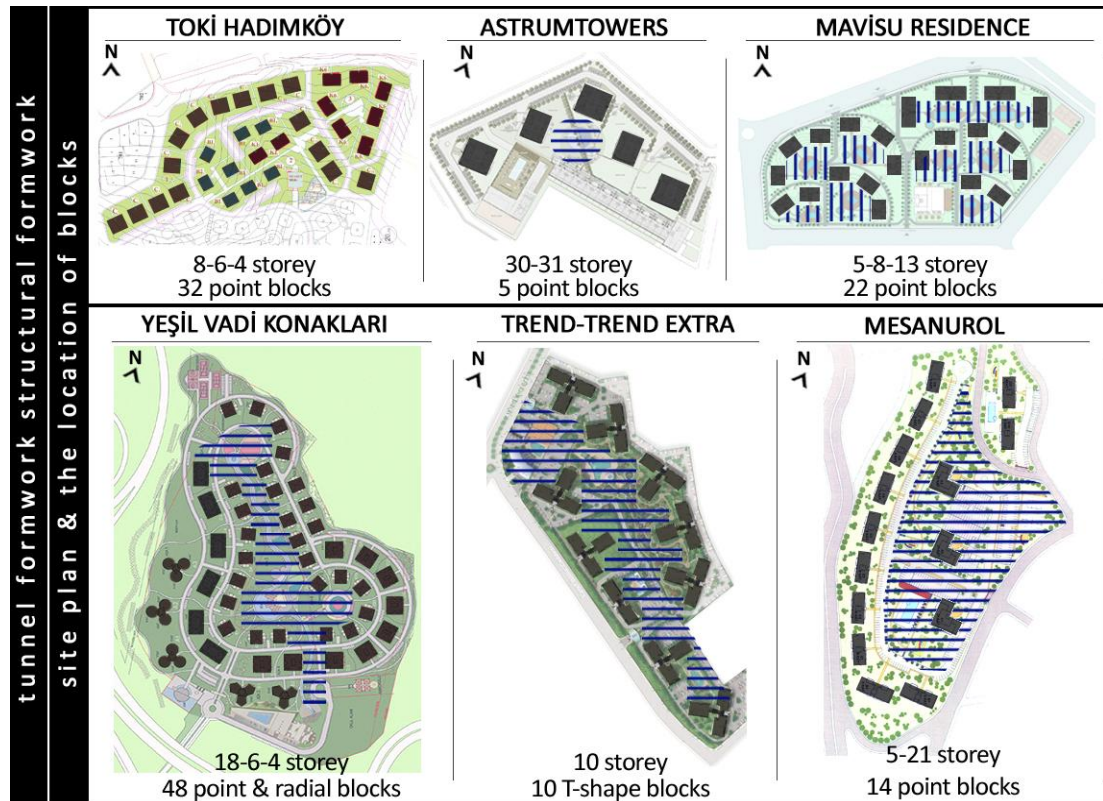 tunnel formwork structural formwork
site plan & the location of blocks
TOKİ HADIMKÖY
N
8-6-4 storey
32 point blocks
ASTRUMTOWERS
N
30-31 storey
5 point blocks
MAVİSU RESIDENCE
N
5-8-13 storey
22 point blocks
YEŞİL VADİ KONAKLARI
N
18-6-4 storey
48 point & radial blocks
TREND-TREND EXTRA
N
10 storey
10 T-shape blocks
MESANUROL
N
5-21 storey
14 point blocks